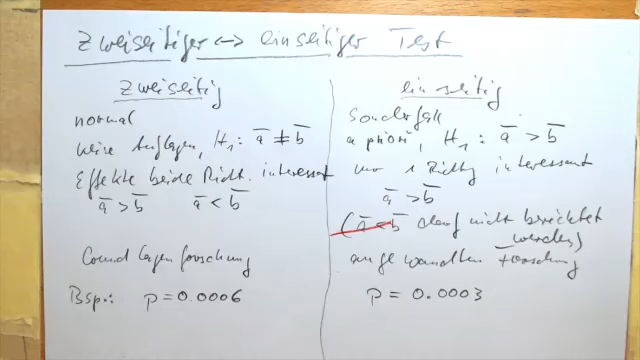 Zweiseitiger <-> einseitiger Test
zweiseitig
normal
keine Auflagen, H₁: a̅ ≠ b̅
Effekte beide Richt. interessant
a̅ > b̅   a̅ < b̅
Grundlagenforschung
Bsp.: p = 0.0006
einseitig
Sonderfall
a priori, H₁: a̅ > b̅
nur 1 Richtg interessant
a̅ > b̅
(a̅ < b̅ darf nicht berichtet
werden)
angewandten Forschung
p = 0.0003